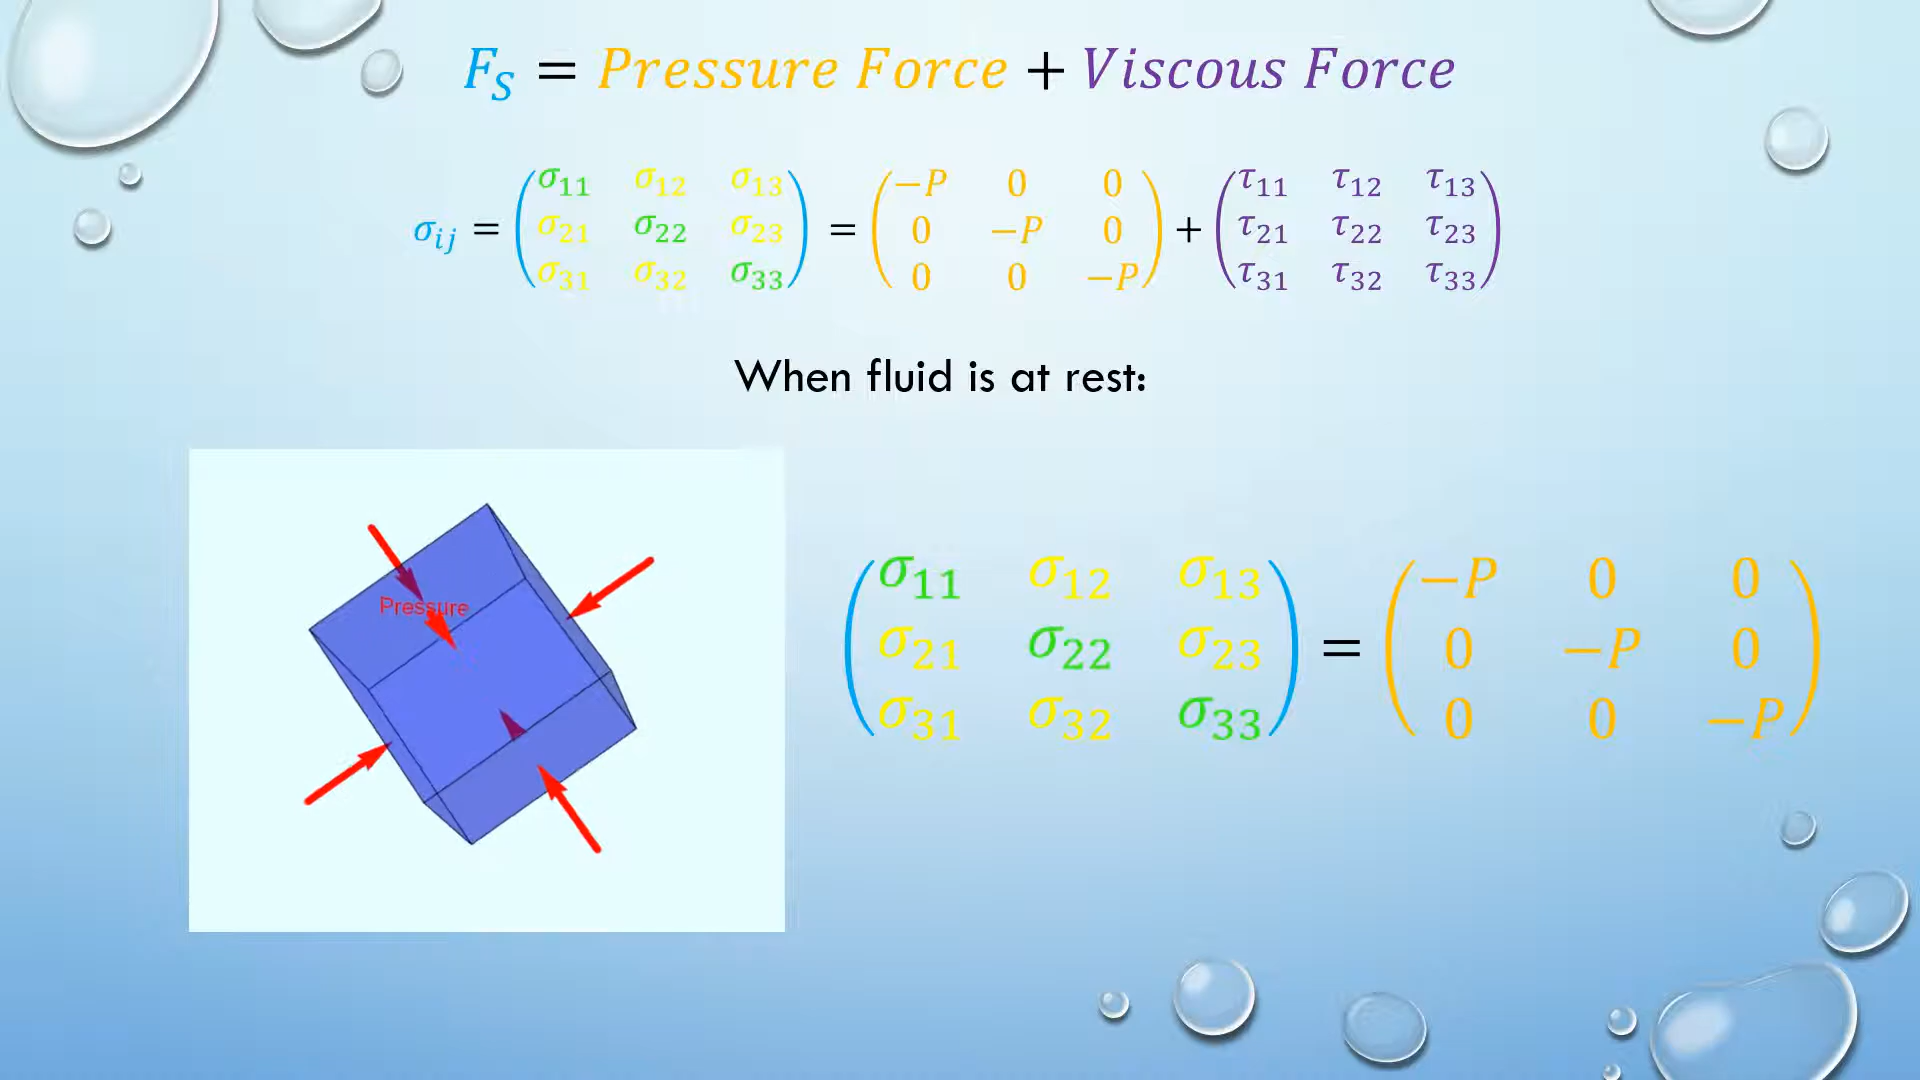 F_S = Pressure Force + Viscous Force
σ_ij = (σ_11 σ_12 σ_13; σ_21 σ_22 σ_23; σ_31 σ_32 σ_33) = (−P 0 0; 0 −P 0; 0 0 −P) + (τ_11 τ_12 τ_13; τ_21 τ_22 τ_23; τ_31 τ_32 τ_33)
When fluid is at rest:
Pressure
(σ_11 σ_12 σ_13; σ_21 σ_22 σ_23; σ_31 σ_32 σ_33) = (−P 0 0; 0 −P 0; 0 0 −P)